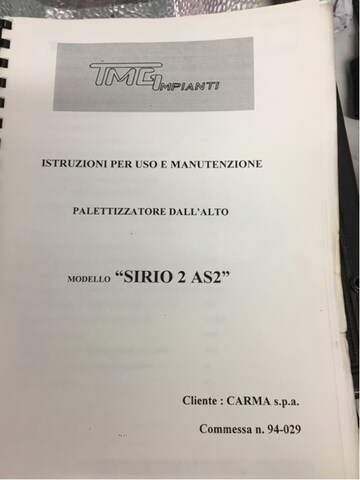 TMG IMPIANTI
ISTRUZIONI PER USO E MANUTENZIONE
PALETTIZZATORE DALL'ALTO
MODELLO “SIRIO 2 AS2”
Cliente : CARMA s.p.a.
Commessa n. 94-029